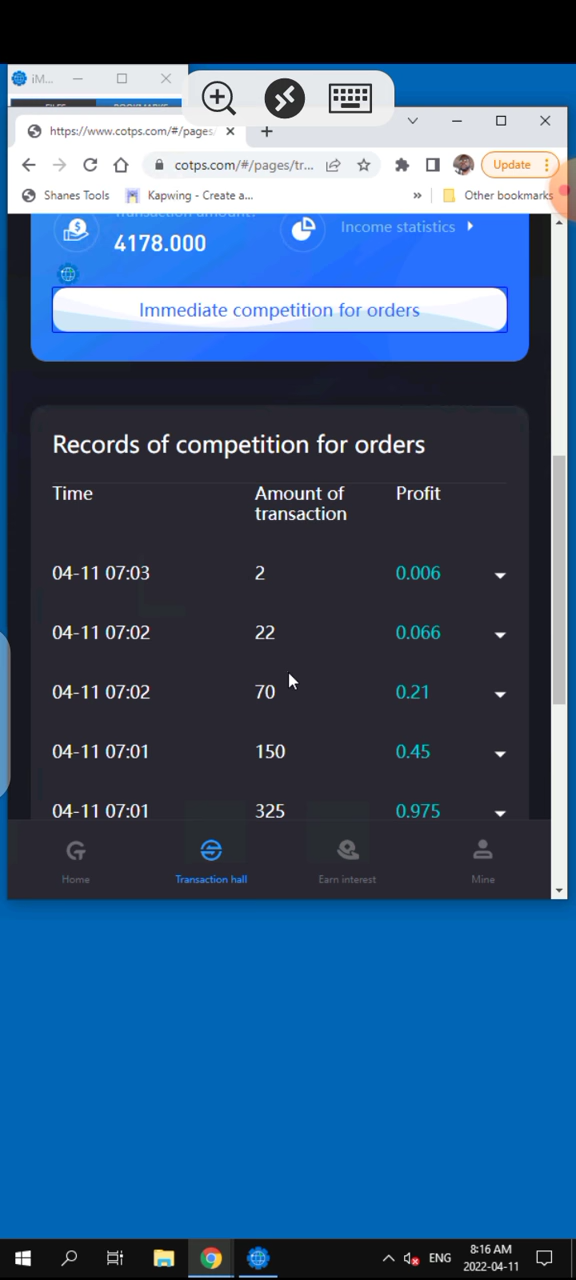 iM...
https://www.cotps.com/#/pages
cotps.com/#/pages/tr...
Update
Shanes Tools
Kapwing - Create a...
»
Other bookmarks
Transaction amount:
4178.000
Income statistics
Immediate competition for orders
Records of competition for orders
Time Amount of transaction Profit
04-11 07:03 2 0.006
04-11 07:02 22 0.066
04-11 07:02 70 0.21
04-11 07:01 150 0.45
04-11 07:01 325 0.975
Home Transaction hall Earn interest Mine
ENG
8:16 AM
2022-04-11